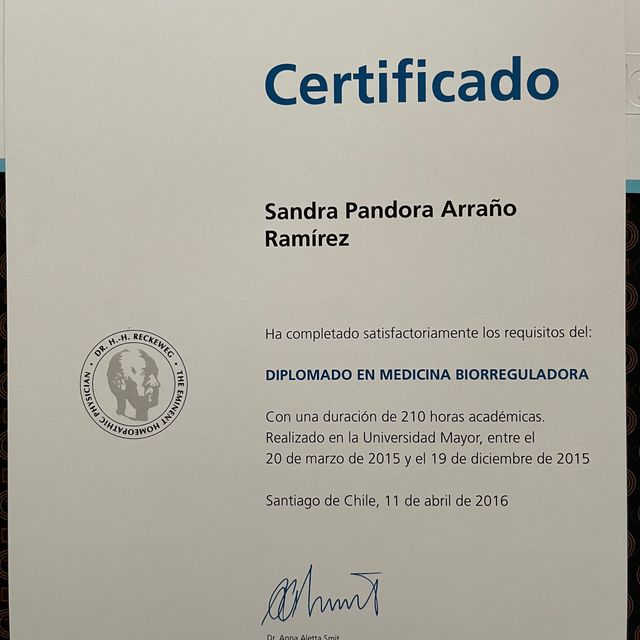 Certificado
Sandra Pandora Arraño
Ramírez
Ha completado satisfactoriamente los requisitos del:
DIPLOMADO EN MEDICINA BIORREGULADORA
Con una duración de 210 horas académicas.
Realizado en la Universidad Mayor, entre el
20 de marzo de 2015 y el 19 de diciembre de 2015
Santiago de Chile, 11 de abril de 2016
DR. H.-H. RECKEWEG • THE EMINENT HOMEOPATHIC PHYSICIAN •
Dr. Anna Aletta Smit